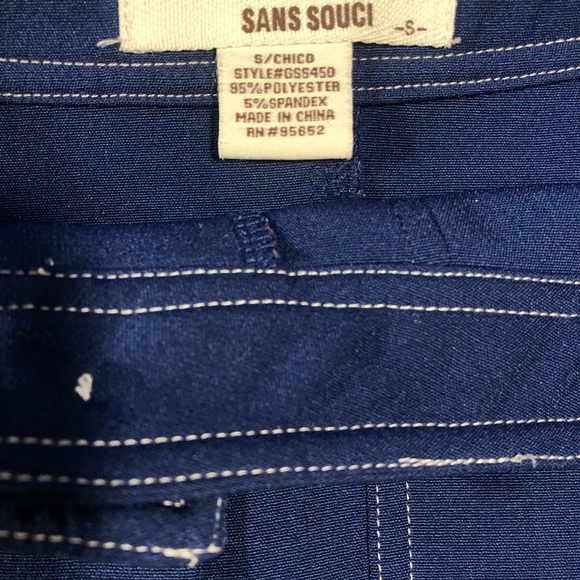 SANS SOUCI -S-
S/CHICO
STYLE#GSS450
95%POLYESTER
5%SPANDEX
MADE IN CHINA
RN#95652